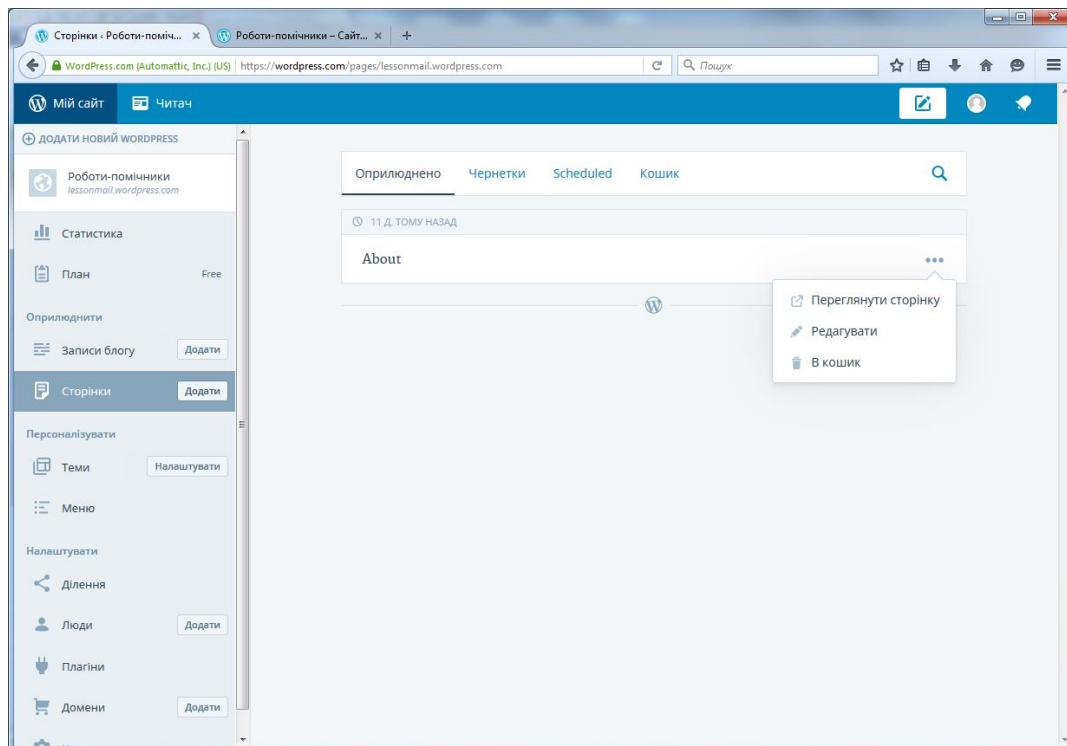 Сторінки ‹ Роботи-поміч...
Роботи-помічники – Сайт...
WordPress.com (Automattic, Inc.) (US)
https://wordpress.com/pages/lessonmail.wordpress.com
Пошук
Мій сайт
Читач
ДОДАТИ НОВИЙ WORDPRESS
Роботи-помічники
lessonmail.wordpress.com
Статистика
План Free
Оприлюднити
Записи блогу Додати
Сторінки Додати
Персоналізувати
Теми Налаштувати
Меню
Налаштувати
Ділення
Люди Додати
Плагіни
Домени Додати
Оприлюднено Чернетки Scheduled Кошик
11 Д. ТОМУ НАЗАД
About
Переглянути сторінку
Редагувати
В кошик